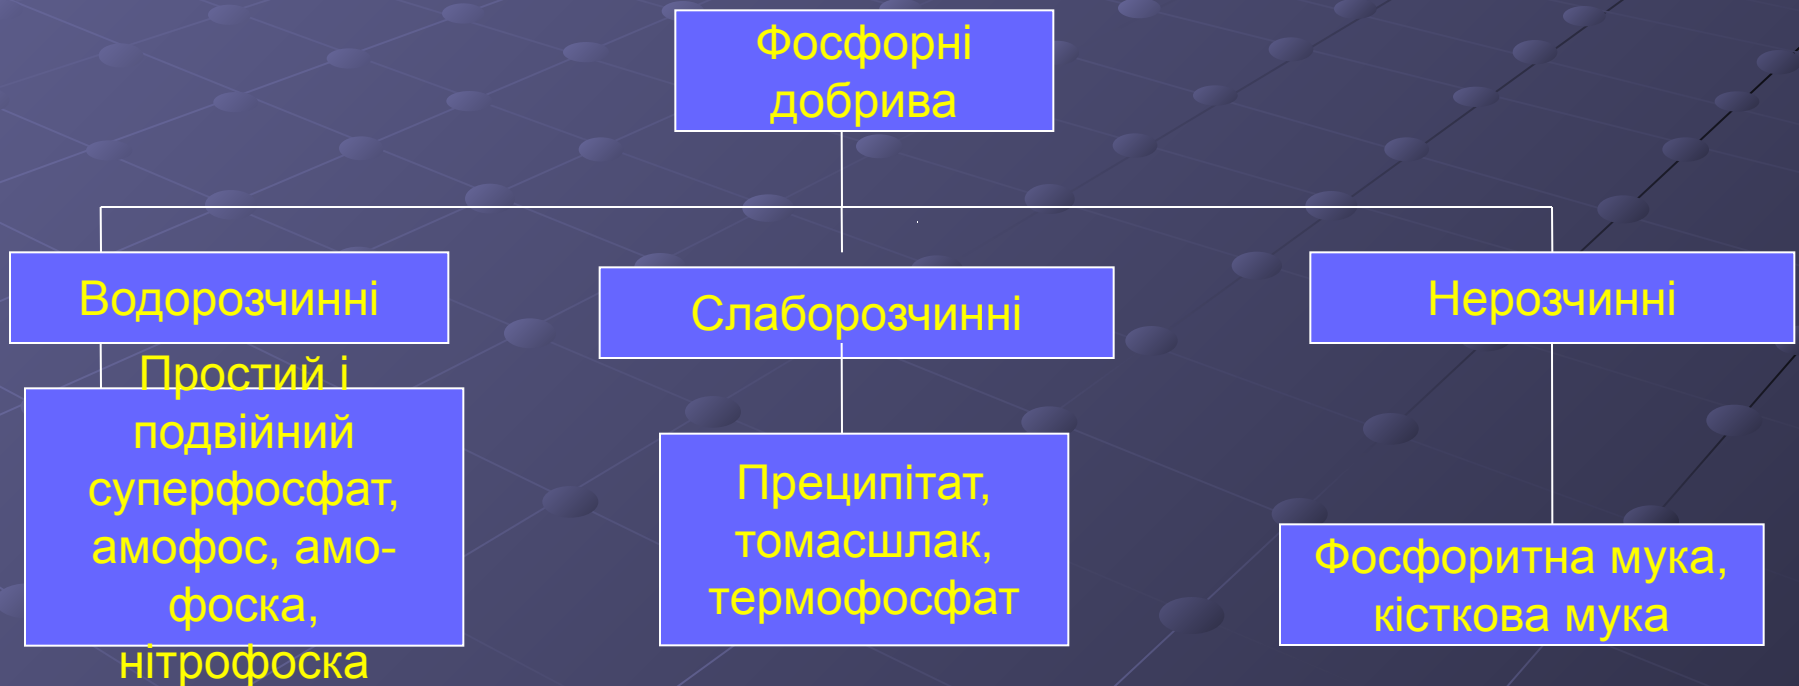 Фосфорні
добрива
Водорозчинні
Слаборозчинні
Нерозчинні
Простий і
подвійний
суперфосфат,
амофос, амо-
фоска,
нітрофоска
Преципітат,
томасшлак,
термофосфат
Фосфоритна мука,
кісткова мука